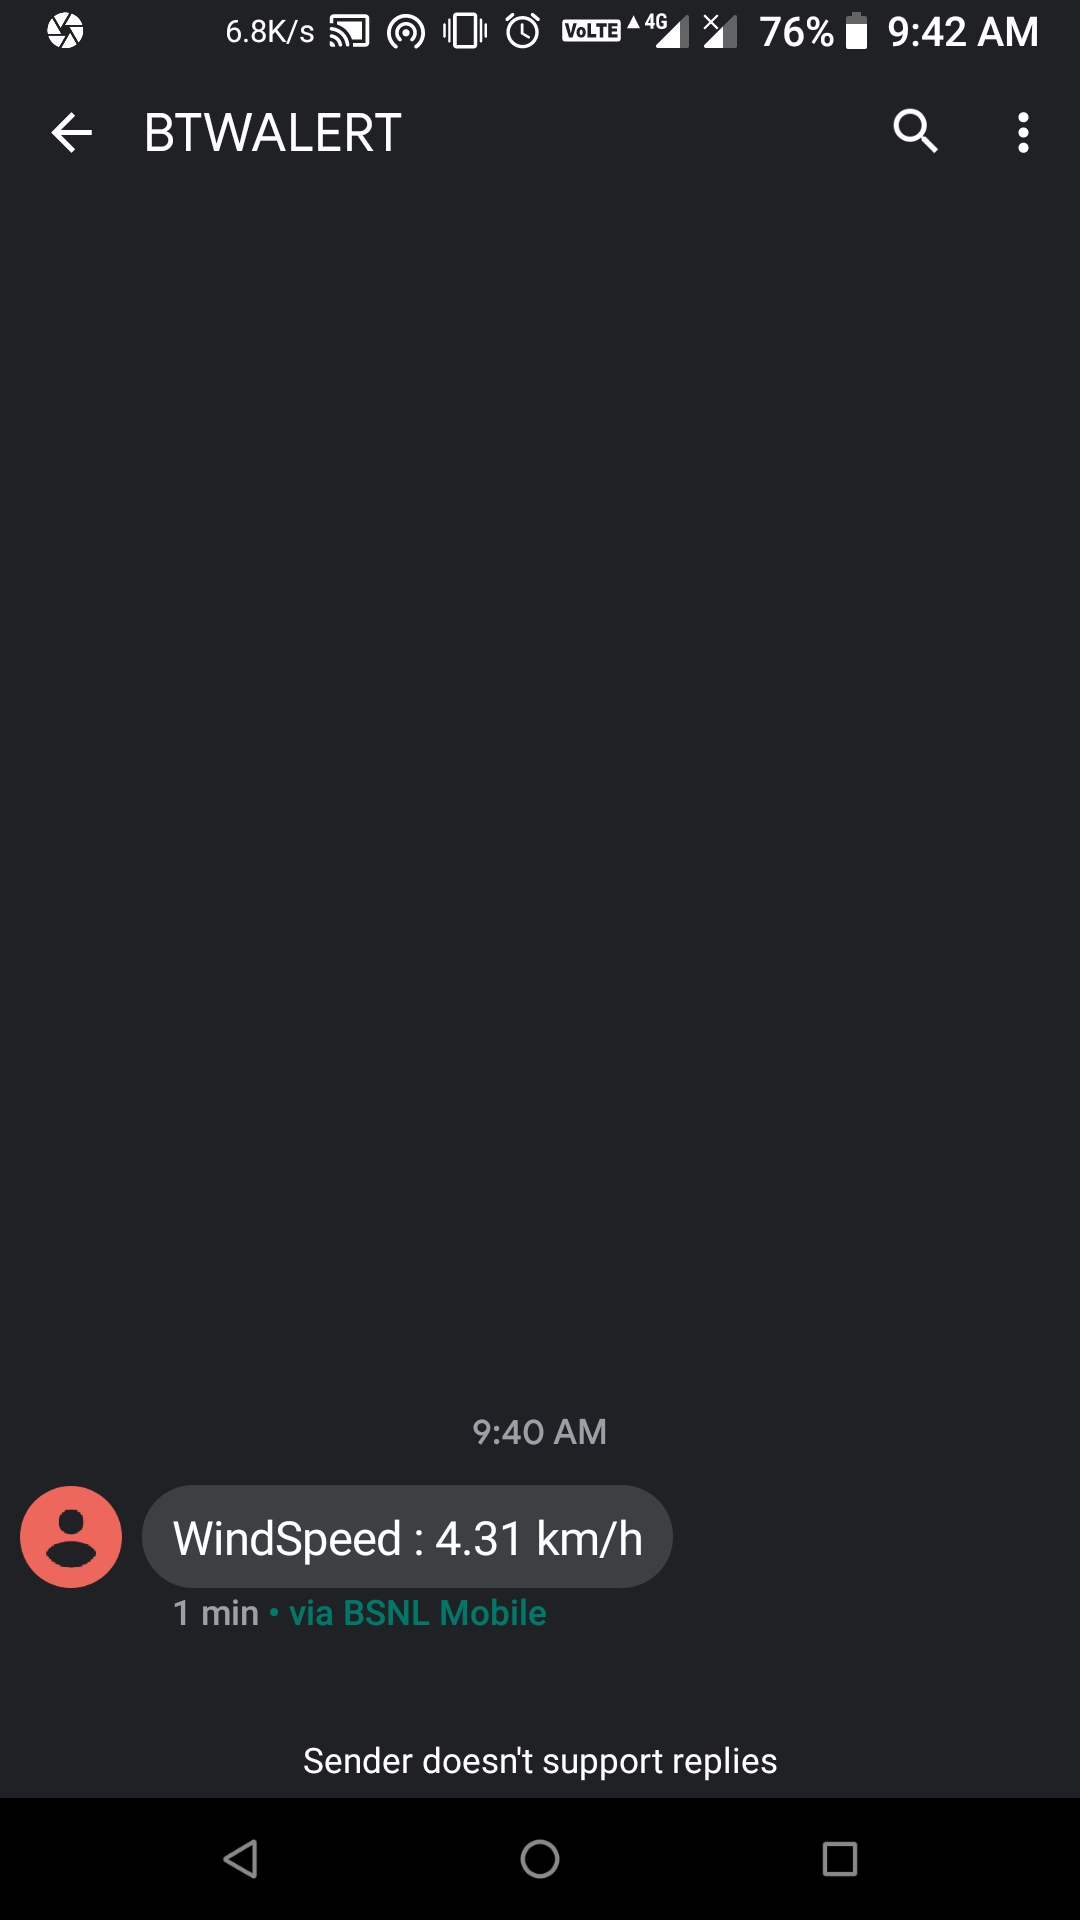 6.8K/s VoLTE 4G 76% 9:42 AM
BTWALERT
9:40 AM
WindSpeed : 4.31 km/h
1 min • via BSNL Mobile
Sender doesn't support replies